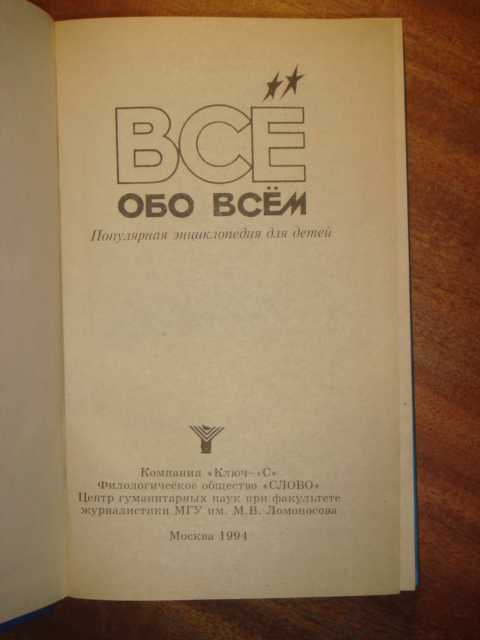 ВСЁ
ОБО ВСЁМ
Популярная энциклопедия для детей
Компания «Ключ-С»
Филологическое общество «СЛОВО»
Центр гуманитарных наук при факультете
журналистики МГУ им. М.В. Ломоносова
Москва 1994